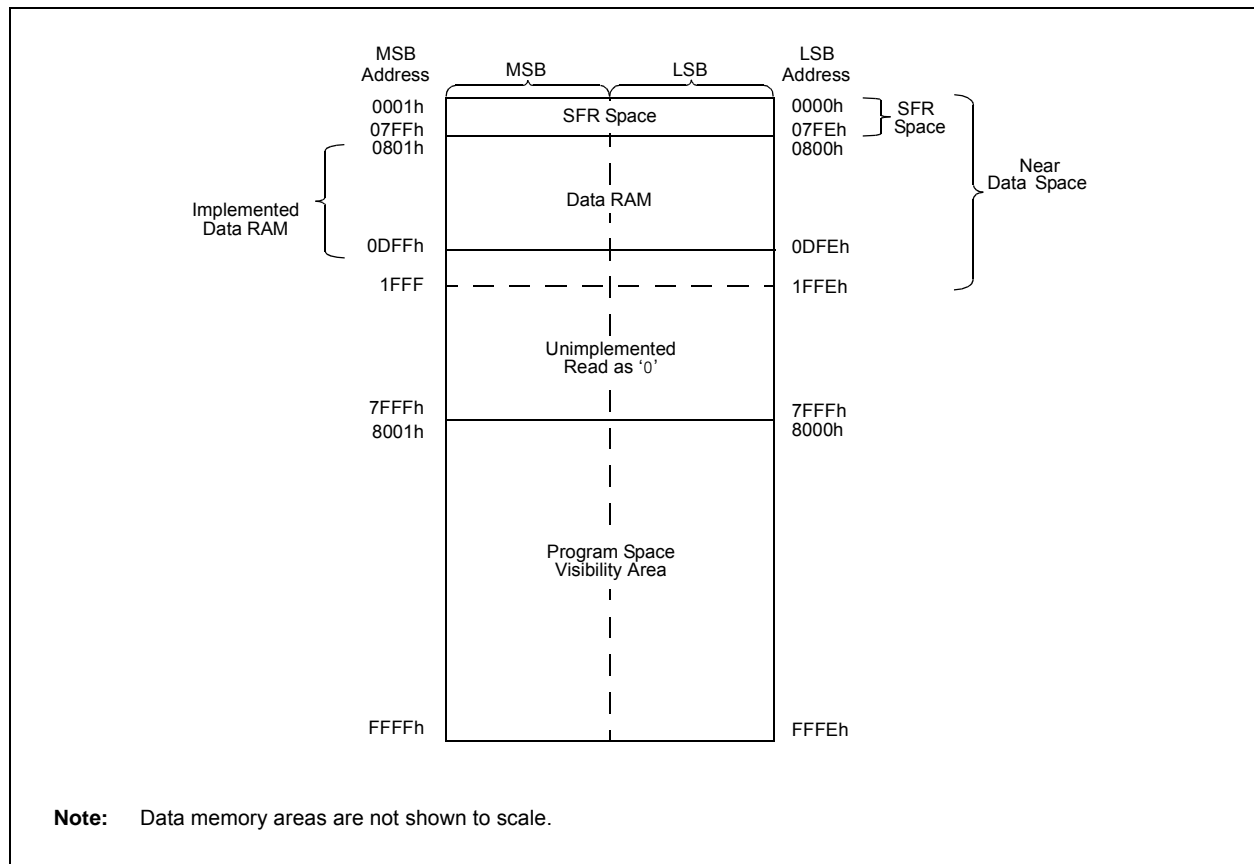 MSB
Address
MSB
LSB
LSB
Address
0001h
SFR Space
0000h
SFR
Space
07FFh
07FEh
0801h
0800h
Near
Data Space
Implemented
Data RAM
Data RAM
0DFFh
0DFEh
1FFF
1FFEh
Unimplemented
Read as ‘0’
7FFFh
7FFFh
8001h
8000h
Program Space
Visibility Area
FFFFh
FFFEh
Note: Data memory areas are not shown to scale.